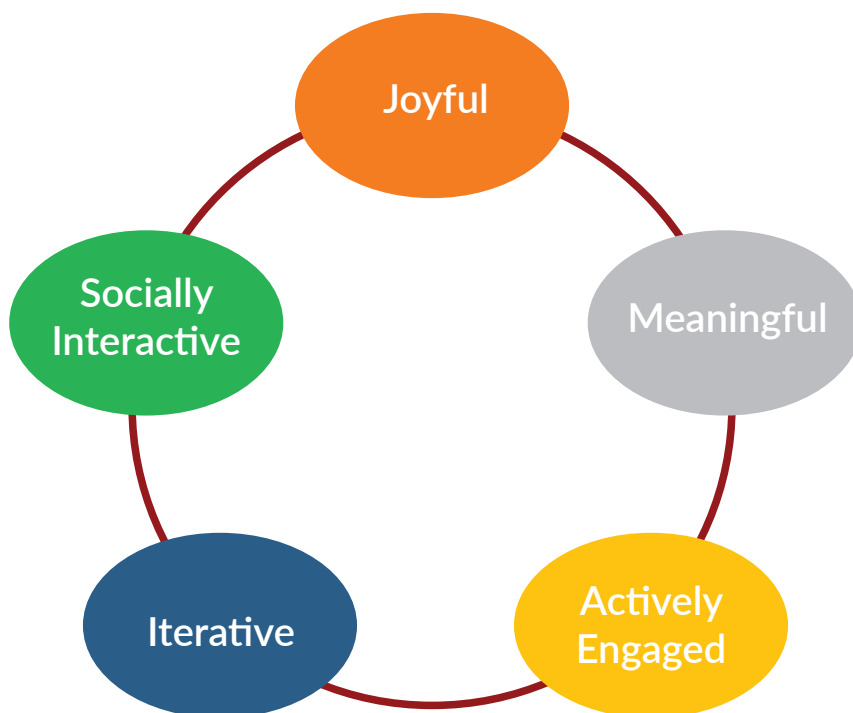 Joyful
Socially
Interactive
Meaningful
Iterative
Actively
Engaged